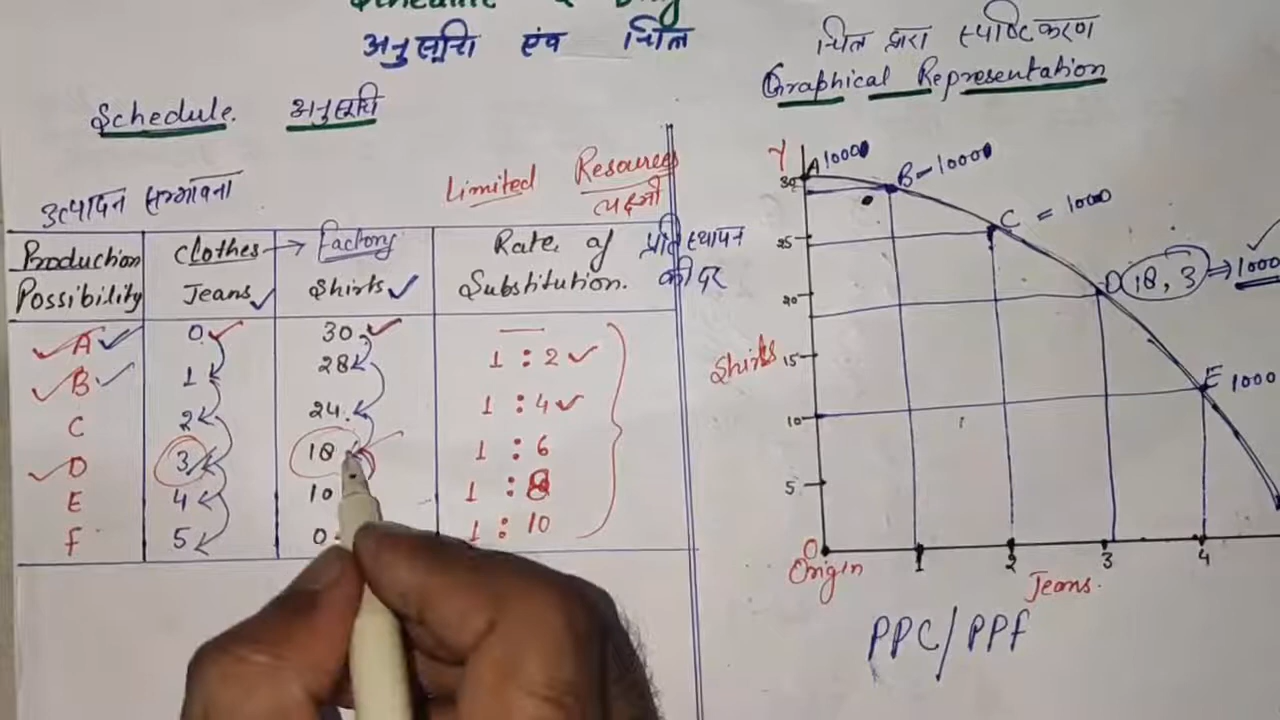 Schedule &
अनुसूचि एंव चित्र
Schedule. अनुसूचि
उत्पादन सम्भावना
Limited Resources
Production Possibility
Clothes → Factory
Jeans ✓
Shirts ✓
Rate of Substitution.
प्रतिस्थापन की दर
A 0 30 —
B 1 28 1 : 2
C 2 24 1 : 4
D 3 18 1 : 6
E 4 10 1 : 8
F 5 0 1 : 10
चित्र द्वारा स्पष्टिकरण
Graphical Representation
Y
A 10000
B - 10000
C = 1000
D (18, 3) ⇒ 1000
E 1000
30
25
20
15
10
5
Shirts
0
Origin
1 2 3 4
Jeans.
PPC/PPF